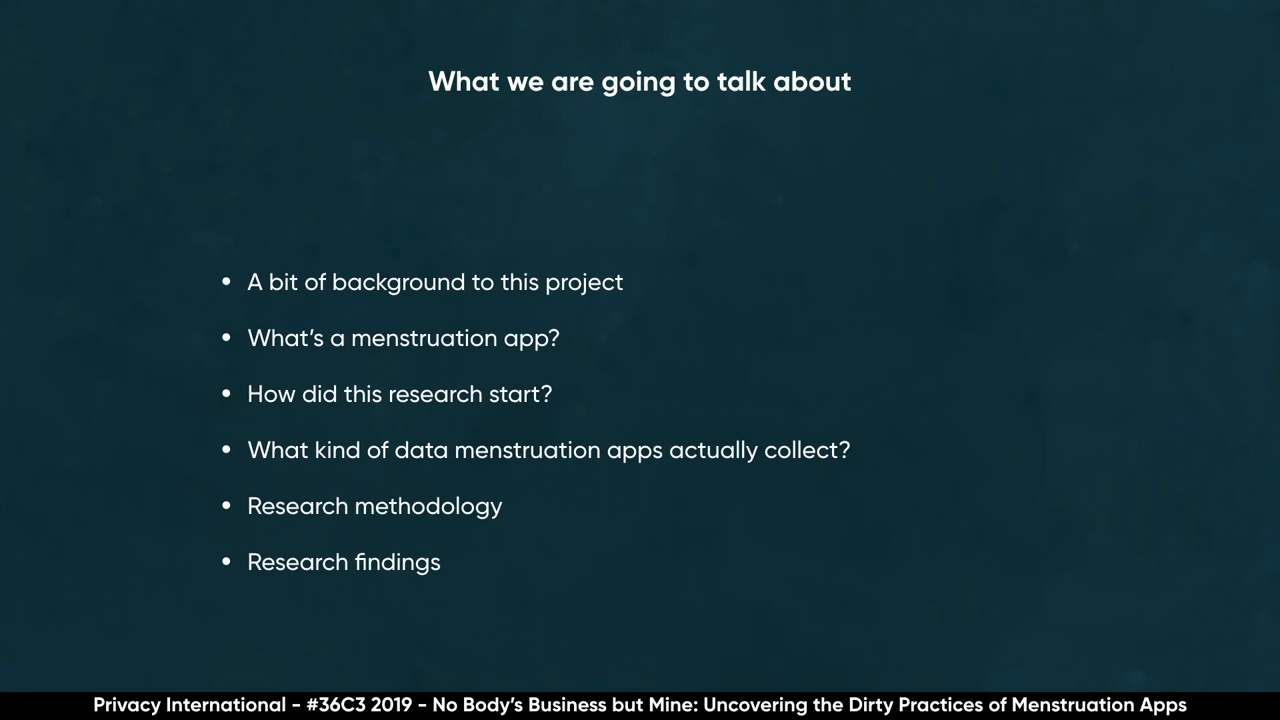 What we are going to talk about
• A bit of background to this project
• What’s a menstruation app?
• How did this research start?
• What kind of data menstruation apps actually collect?
• Research methodology
• Research findings
Privacy International - #36C3 2019 - No Body’s Business but Mine: Uncovering the Dirty Practices of Menstruation Apps